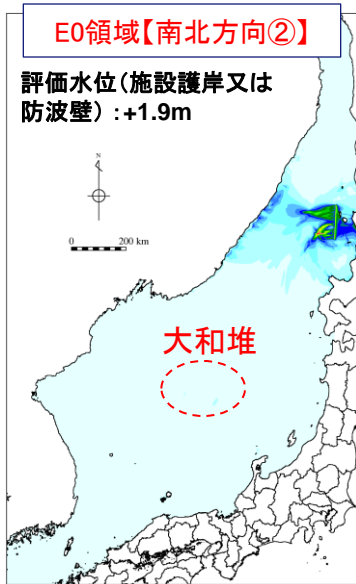 E0領域【南北方向②】
評価水位(施設護岸又は
防波壁):+1.9m
N
0 200 km
大和堆